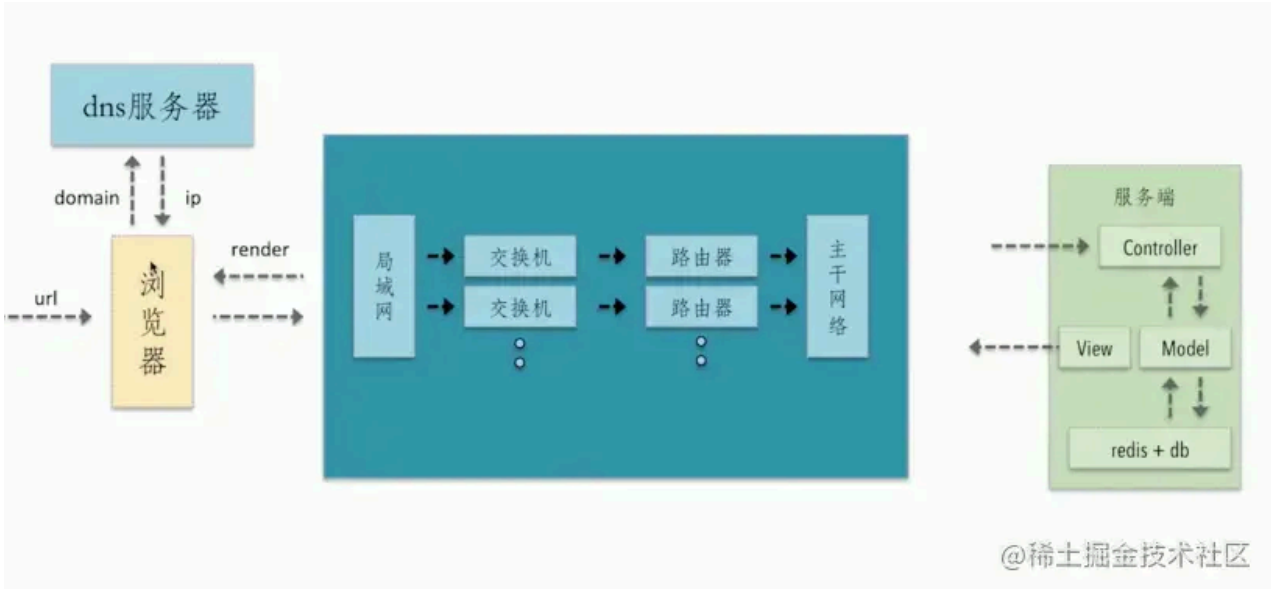 dns服务器
domain
ip
url
浏览器
render
局域网
交换机
路由器
交换机
路由器
主干网络
服务端
Controller
View
Model
redis + db
@稀土掘金技术社区